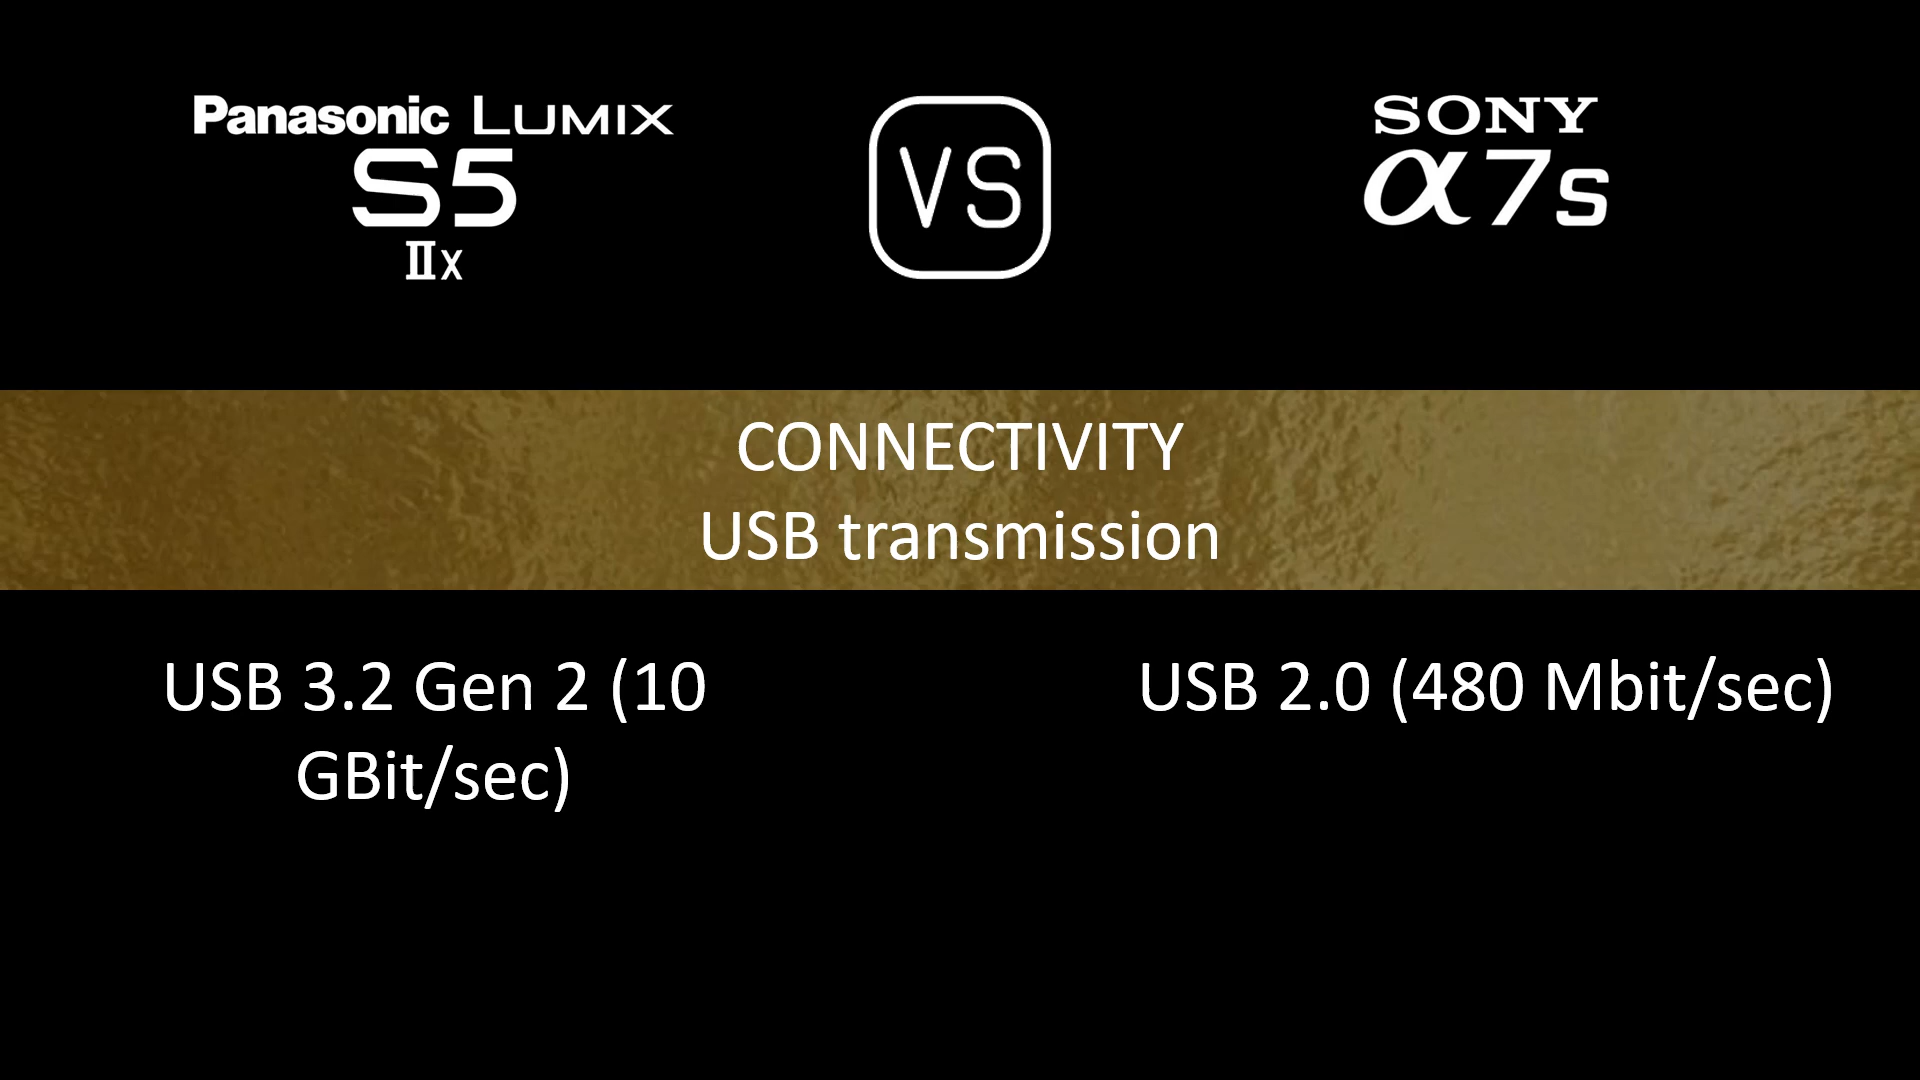 Panasonic LUMIX
S5
IIx
VS
SONY
α7s
CONNECTIVITY
USB transmission
USB 3.2 Gen 2 (10
GBit/sec)
USB 2.0 (480 Mbit/sec)